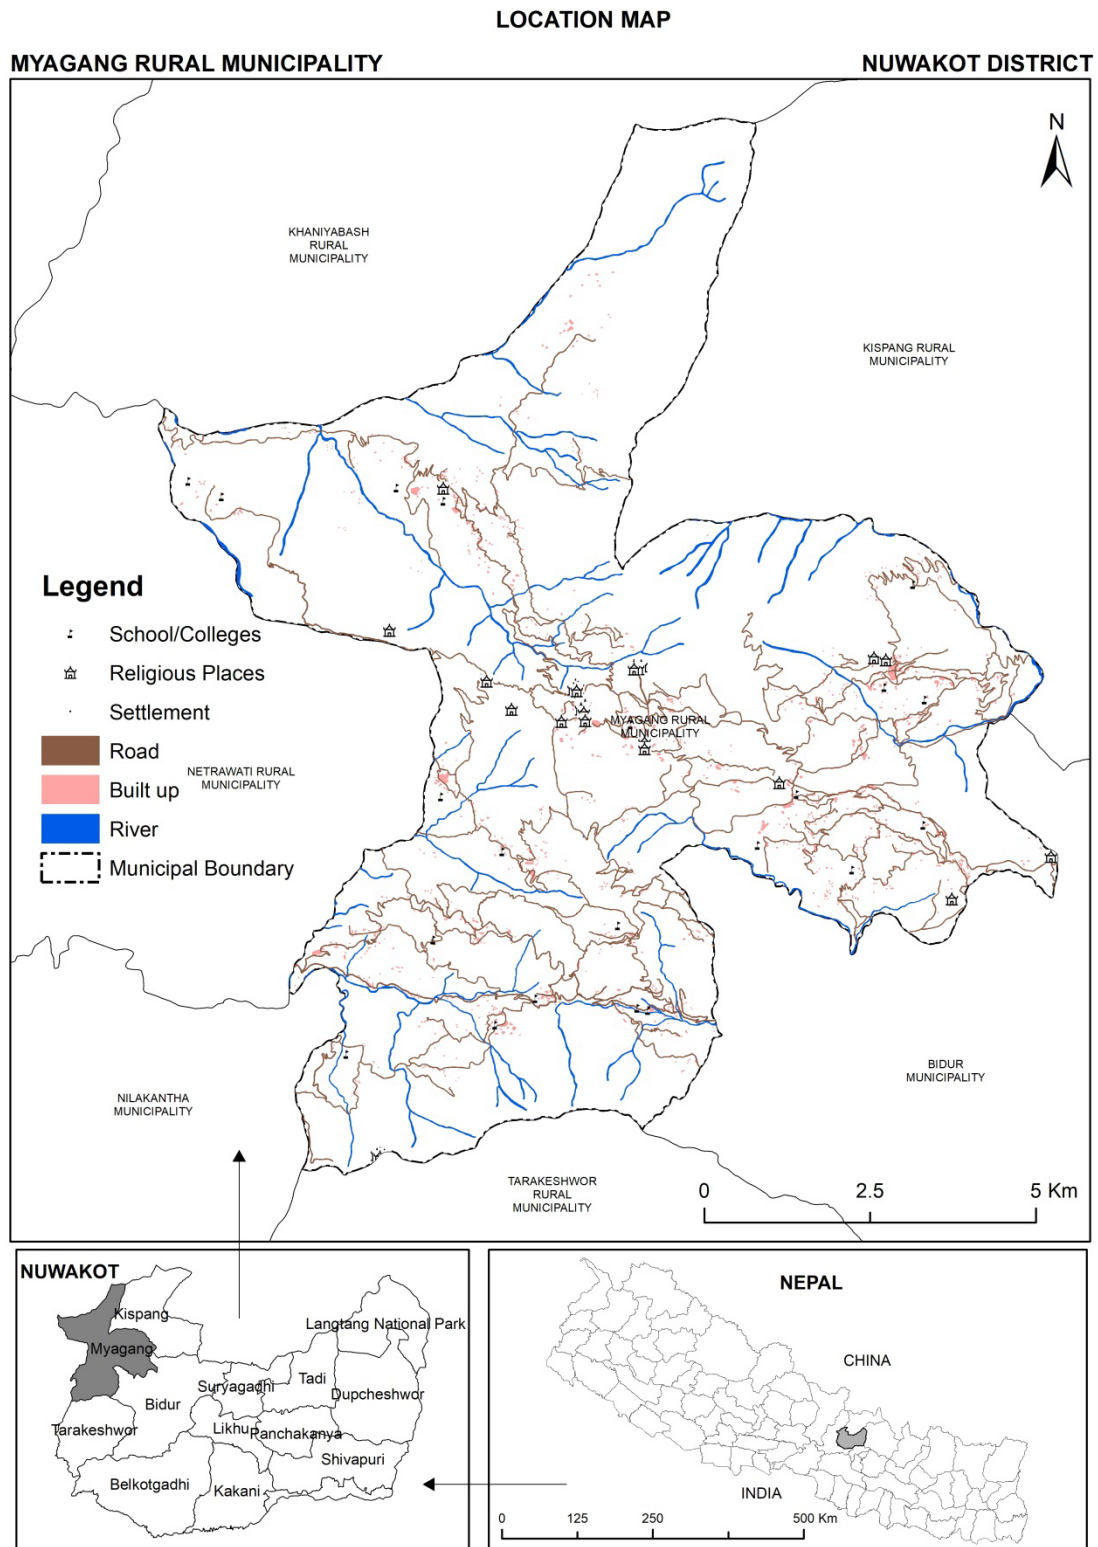 LOCATION MAP
MYAGANG RURAL MUNICIPALITY
NUWAKOT DISTRICT
N
KHANIYABASH
RURAL
MUNICIPALITY
KISPANG RURAL
MUNICIPALITY
Legend
School/Colleges
Religious Places
Settlement
Road
Built up
River
Municipal Boundary
NETRAWATI RURAL
MUNICIPALITY
MYAGANG RURAL
MUNICIPALITY
BIDUR
MUNICIPALITY
NILAKANTHA
MUNICIPALITY
TARAKESHWOR
RURAL
MUNICIPALITY
0 2.5 5 Km
NUWAKOT
Kispang
Langtang National Park
Myagang
Suryagadhi
Tadi
Dupcheshwor
Bidur
Tarakeshwor
Likhu
Panchakanya
Shivapuri
Belkotgadhi
Kakani
NEPAL
CHINA
INDIA
0 125 250 500 Km